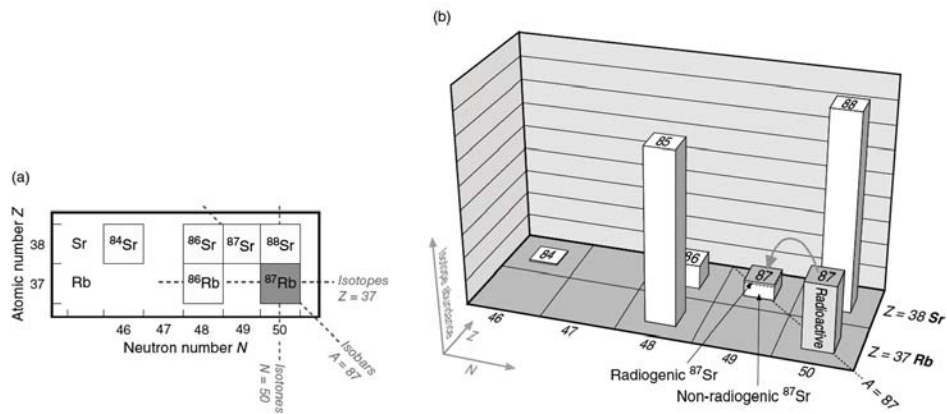 (a)
Atomic number Z
38
37
Sr
⁸⁴Sr
⁸⁶Sr
⁸⁷Sr
⁸⁸Sr
Rb
⁸⁶Rb
⁸⁷Rb
46
47
48
49
50
Neutron number N
Isotopes
Z = 37
Isobars
A = 87
Isotones
N = 50
(b)
84
85
86
87
87
88
Radioactive
46
47
48
49
50
Z
N
Z = 38 Sr
Z = 37 Rb
A = 87
Radiogenic ⁸⁷Sr
Non-radiogenic ⁸⁷Sr